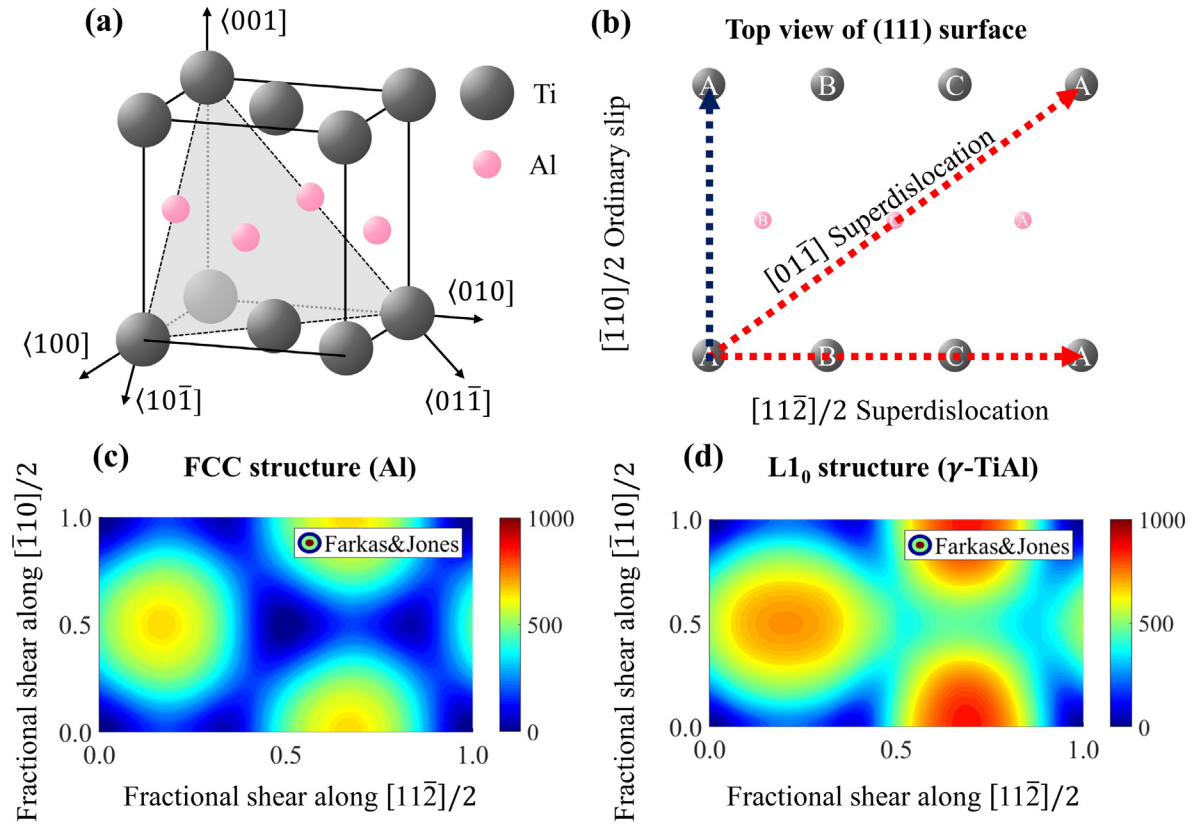 (a)
⟨001]
Ti
Al
⟨010]
⟨100]
⟨101̅]
⟨011̅]
(b)
Top view of (111) surface
[1̅10]/2 Ordinary slip
A B C A
[011̅] Superdislocation
B C A
A B C A
[112̅]/2 Superdislocation
(c)
FCC structure (Al)
Fractional shear along [1̅10]/2
1.0
0.5
0.0
Farkas&Jones
0.0 0.5 1.0
1000
500
0
Fractional shear along [112̅]/2
(d)
L1₀ structure (γ-TiAl)
Fractional shear along [1̅10]/2
1.0
0.5
0.0
Farkas&Jones
0.0 0.5 1.0
1000
500
0
Fractional shear along [112̅]/2